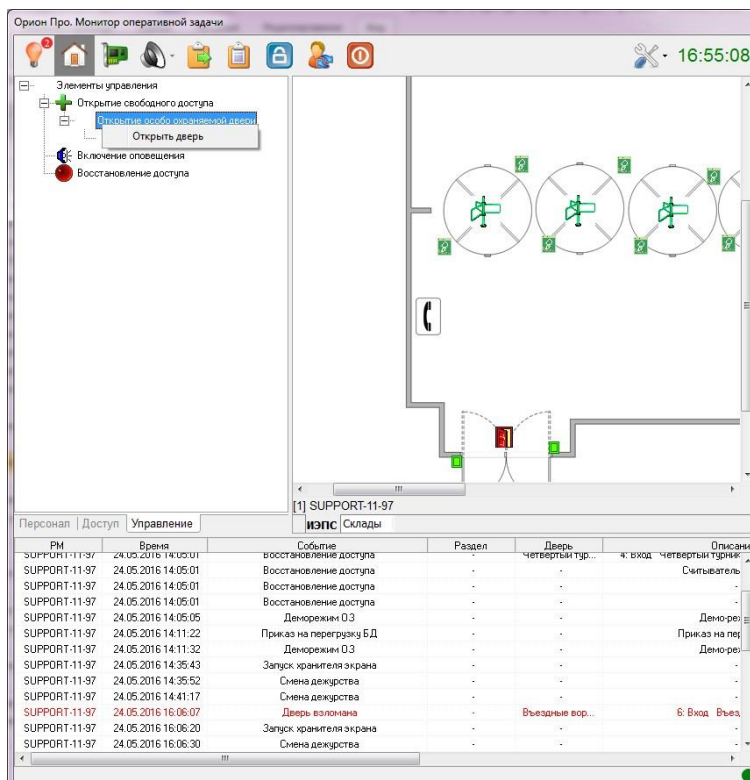 Орион Про. Монитор оперативной задачи
2
16:55:08
Элементы управления
Открытие свободного доступа
Открытие особо охраняемой двери
Открыть дверь
Включение оповещения
Восстановление доступа
[1] SUPPORT-11-97
Персонал Доступ Управление
ИЭПС Склады
РМ Время Событие Раздел Дверь Описани
SUPPORT-11-97 24.05.2016 14:05:01 Восстановление доступа - Четвертый тур... 4: Вход Четвертый турник
SUPPORT-11-97 24.05.2016 14:05:01 Восстановление доступа - - Считыватель
SUPPORT-11-97 24.05.2016 14:05:01 Восстановление доступа - - -
SUPPORT-11-97 24.05.2016 14:05:01 Восстановление доступа - - -
SUPPORT-11-97 24.05.2016 14:05:05 Деморежим ОЗ - - Демо-реж
SUPPORT-11-97 24.05.2016 14:11:22 Приказ на перегрузку БД - - Приказ на пер
SUPPORT-11-97 24.05.2016 14:11:32 Деморежим ОЗ - - Демо-реж
SUPPORT-11-97 24.05.2016 14:35:43 Запуск хранителя экрана - - -
SUPPORT-11-97 24.05.2016 14:35:52 Смена дежурства - - -
SUPPORT-11-97 24.05.2016 14:41:17 Смена дежурства - - -
SUPPORT-11-97 24.05.2016 16:06:07 Дверь взломана - Въездные вор... 6: Вход Въез
SUPPORT-11-97 24.05.2016 16:06:20 Запуск хранителя экрана - - -
SUPPORT-11-97 24.05.2016 16:06:30 Смена дежурства - - -